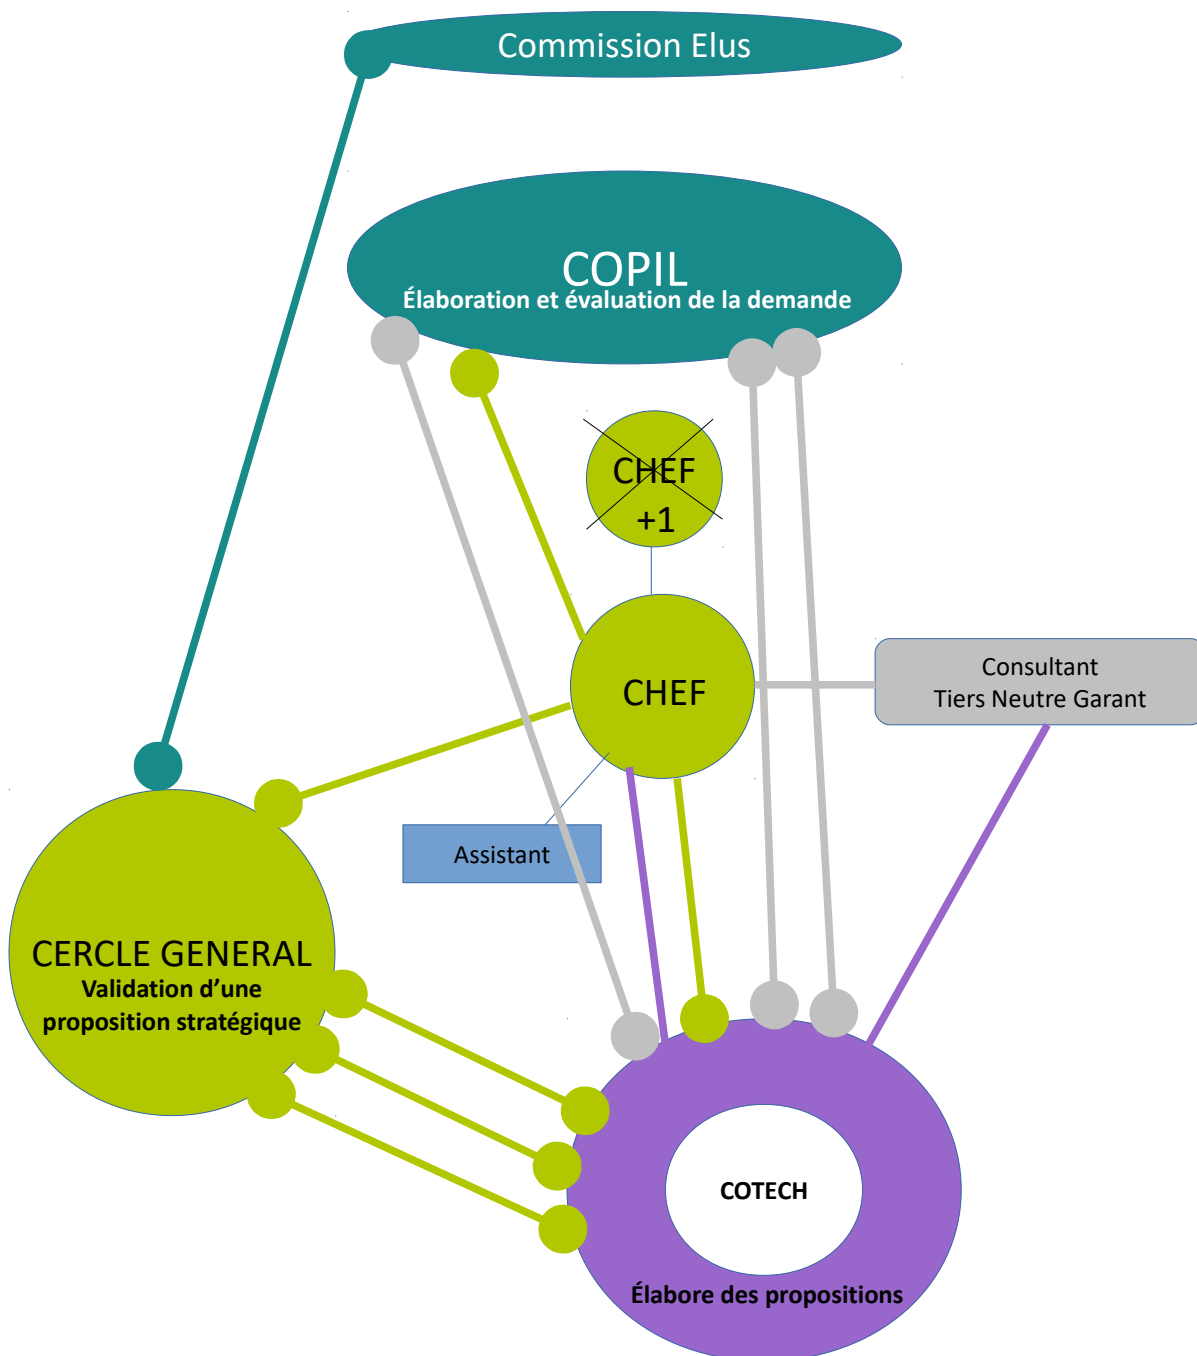 Commission Elus
COPIL
Élaboration et évaluation de la demande
CHEF
+1
CHEF
Consultant
Tiers Neutre Garant
Assistant
CERCLE GENERAL
Validation d’une
proposition stratégique
COTECH
Élabore des propositions